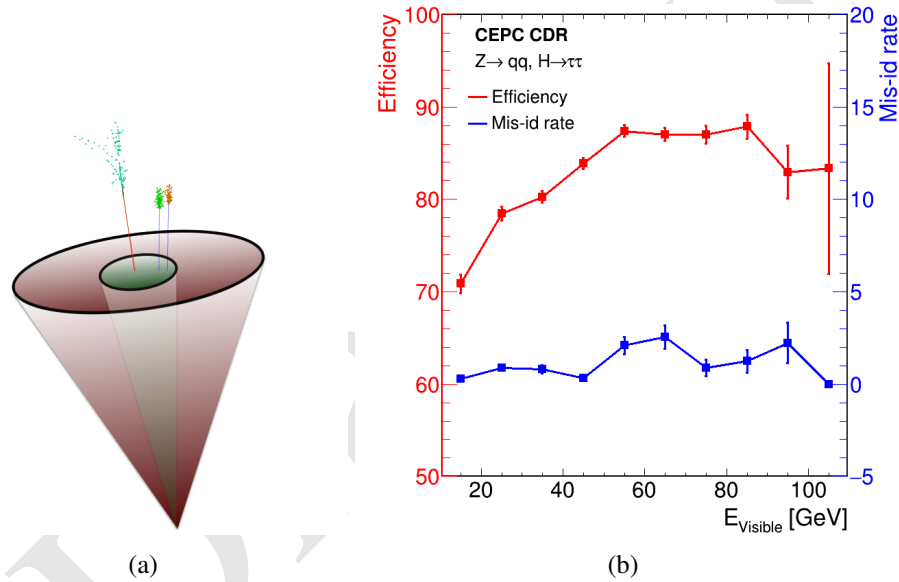 100
90
80
70
60
50
Efficiency
CEPC CDR
Z→ qq, H→ττ
Efficiency
Mis-id rate
20
15
10
5
0
−5
Mis-id rate
20 40 60 80 100
E_Visible [GeV]
(a)
(b)